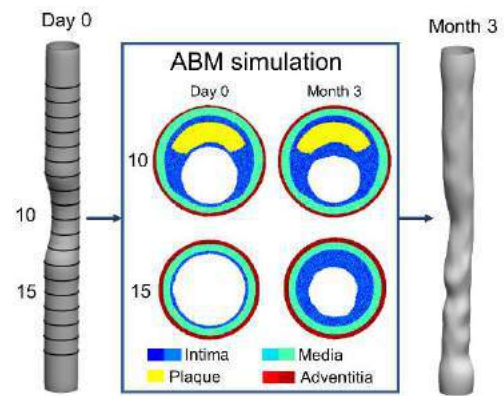 Day 0
Month 3
ABM simulation
Day 0 Month 3
10
10
15
15
Intima Media
Plaque Adventitia